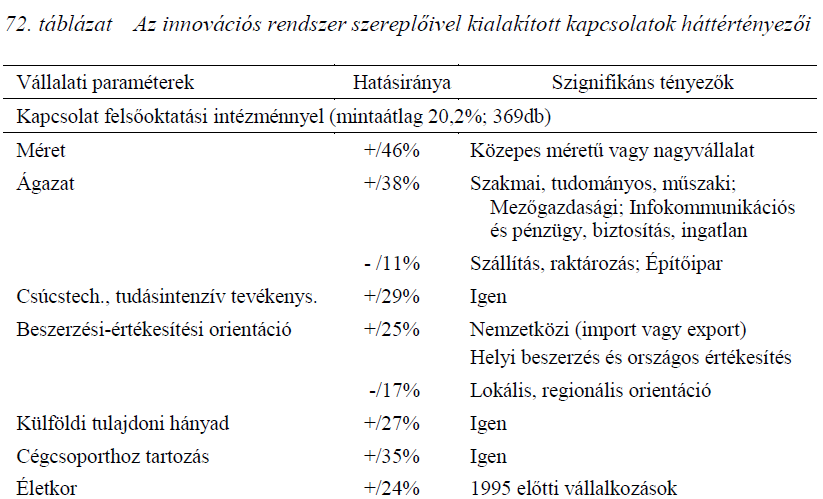 72. táblázat Az innovációs rendszer szereplőivel kialakított kapcsolatok háttértényezői
Vállalati paraméterek Hatásiránya Szignifikáns tényezők
Kapcsolat felsőoktatási intézménnyel (mintaátlag 20,2%; 369db)
Méret +/46% Közepes méretű vagy nagyvállalat
Ágazat +/38% Szakmai, tudományos, műszaki;
Mezőgazdasági; Infokommunikációs
és pénzügy, biztosítás, ingatlan
- /11% Szállítás, raktározás; Építőipar
Csúcstech., tudásintenzív tevékenys. +/29% Igen
Beszerzési-értékesítési orientáció +/25% Nemzetközi (import vagy export)
Helyi beszerzés és országos értékesítés
-/17% Lokális, regionális orientáció
Külföldi tulajdoni hányad +/27% Igen
Cégcsoporthoz tartozás +/35% Igen
Életkor +/24% 1995 előtti vállalkozások